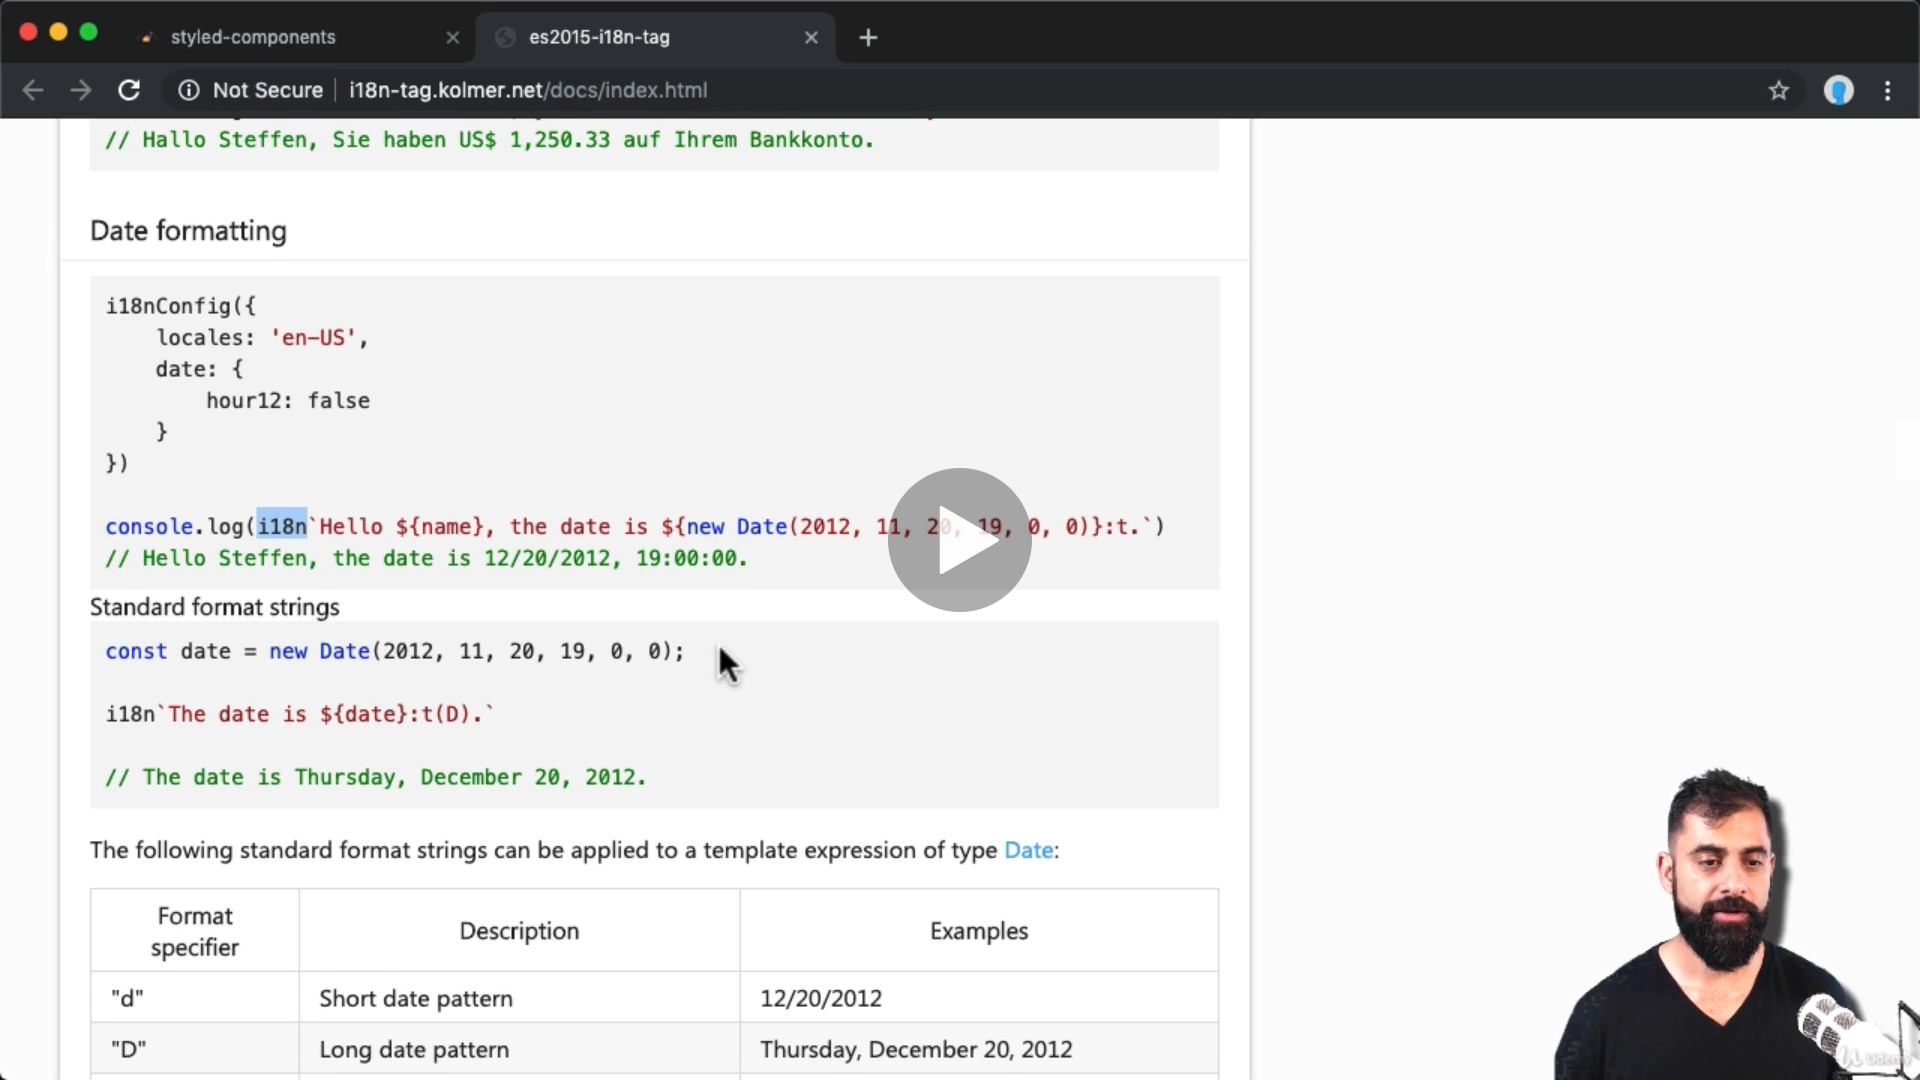 styled-components
es2015-i18n-tag
Not Secure
i18n-tag.kolmer.net/docs/index.html
// Hallo Steffen, Sie haben US$ 1,250.33 auf Ihrem Bankkonto.
Date formatting
i18nConfig({
locales: 'en-US',
date: {
hour12: false
}
})
console.log(i18n`Hello ${name}, the date is ${new Date(2012, 11, 20, 19, 0, 0)}:t.`)
// Hello Steffen, the date is 12/20/2012, 19:00:00.
Standard format strings
const date = new Date(2012, 11, 20, 19, 0, 0);
i18n`The date is ${date}:t(D).`
// The date is Thursday, December 20, 2012.
The following standard format strings can be applied to a template expression of type Date:
Format specifier
Description
Examples
"d"
Short date pattern
12/20/2012
"D"
Long date pattern
Thursday, December 20, 2012
Udemy